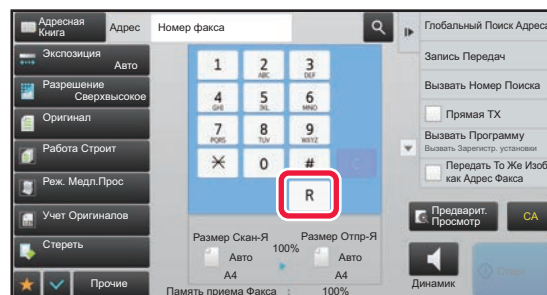 Адресная
Книга
Адрес
Номер факса
Глобальный Поиск Адреса
Экспозиция
Авто
Запись Передач
Разрешение
Сверхвысокое
Вызвать Номер Поиска
Оригинал
Прямая TX
Работа Строит
Вызвать Программу
Вызвать Зарегистр. установки
Реж. Медл.Прос
Передать То Же Изоб
как Адрес Факса
Учет Оригиналов
Предварит.
Просмотр
CA
Стереть
Прочие
1
2
ABC
3
DEF
4
GHI
5
JKL
6
MNO
7
PQRS
8
TUV
9
WXYZ
0
#
C
R
Размер Скан-Я
100%
Размер Отпр-Я
Авто
A4
Авто
A4
Память приема Факса : 100%
Динамик
Старт